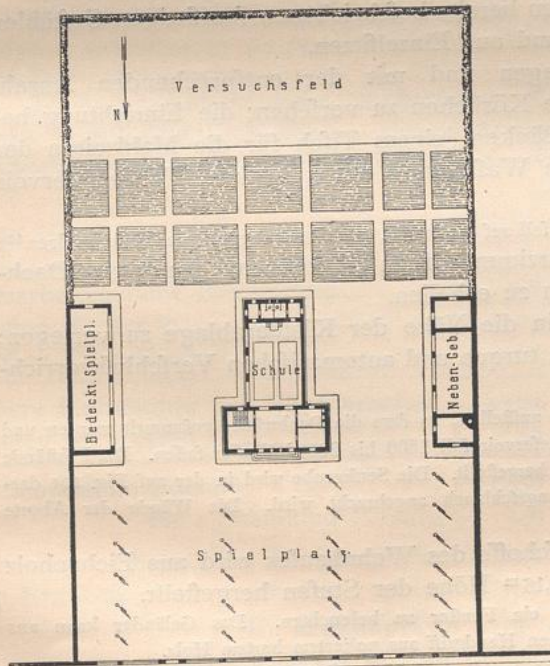 Versuchsfeld
N
Bedeckt. Spielpl.
Schule
Neben-Geb.
Spielplatz